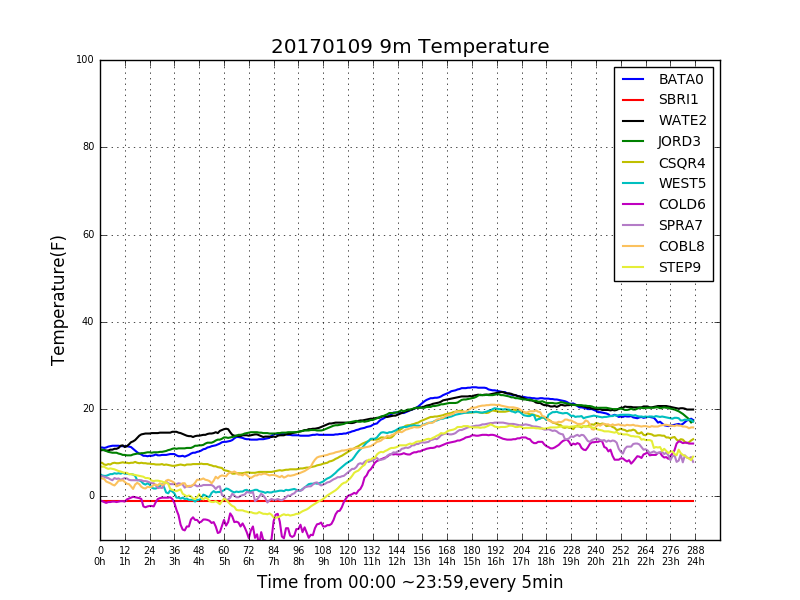 20170109 9m Temperature
100
80
60
40
20
0
Temperature(F)
BATA0
SBRI1
WATE2
JORD3
CSQR4
WEST5
COLD6
SPRA7
COBL8
STEP9
0 12 24 36 48 60 72 84 96 108 120 132 144 156 168 180 192 204 216 228 240 252 264 276 288
0h 1h 2h 3h 4h 5h 6h 7h 8h 9h 10h 11h 12h 13h 14h 15h 16h 17h 18h 19h 20h 21h 22h 23h 24h
Time from 00:00 ~23:59,every 5min